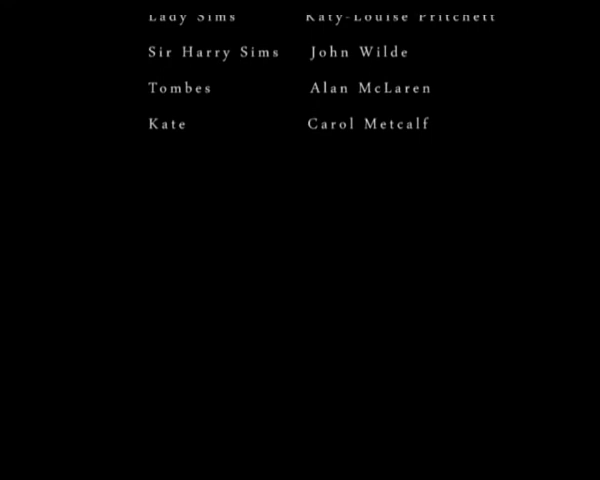 Lady Sims Katy-Louise Pritchett
Sir Harry Sims John Wilde
Tombes Alan McLaren
Kate Carol Metcalf